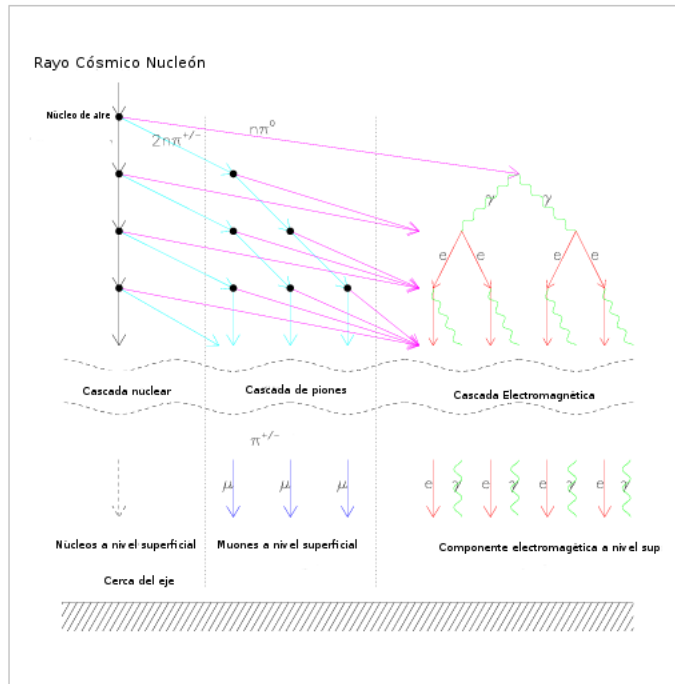 Rayo Cósmico Nucleón
Núcleo de aire
2nπ+/-
nπ0
γ γ
e e e e
Cascada nuclear
Cascada de piones
Cascada Electromagnética
π+/-
μ μ μ
e γ e γ e γ e γ
Núcleos a nivel superficial
Muones a nivel superficial
Componente electromagética a nivel sup
Cerca del eje